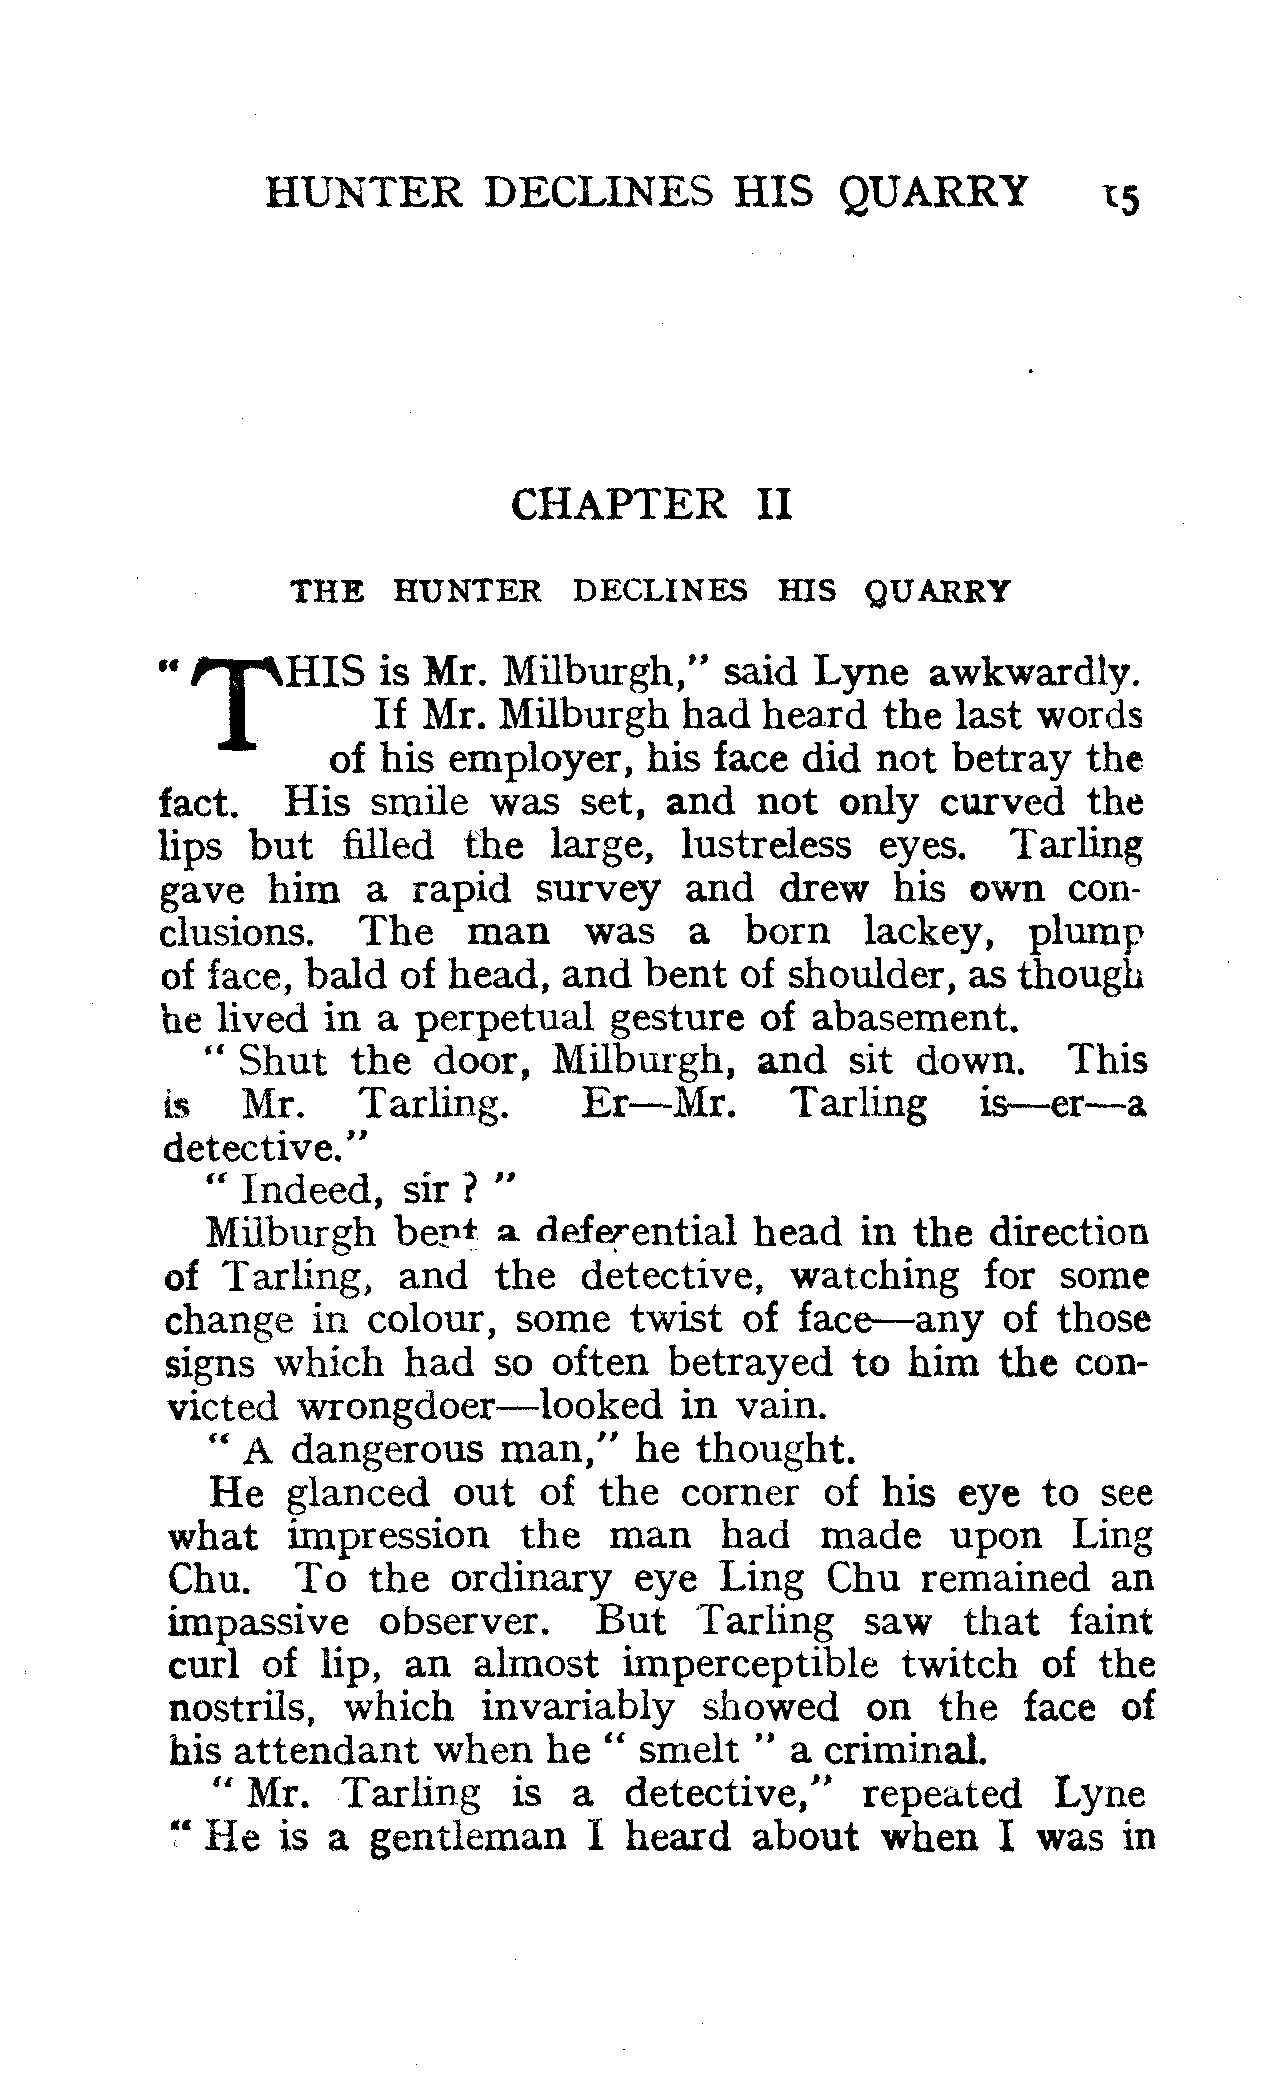 HUNTER DECLINES HIS QUARRY 15
CHAPTER II
THE HUNTER DECLINES HIS QUARRY
“ THIS is Mr. Milburgh,” said Lyne awkwardly.
If Mr. Milburgh had heard the last words
of his employer, his face did not betray the
fact. His smile was set, and not only curved the
lips but filled the large, lustreless eyes. Tarling
gave him a rapid survey and drew his own con-
clusions. The man was a born lackey, plump
of face, bald of head, and bent of shoulder, as though
he lived in a perpetual gesture of abasement.
“ Shut the door, Milburgh, and sit down. This
is Mr. Tarling. Er—Mr. Tarling is—er—a
detective.”
“ Indeed, sir ? ”
Milburgh bent a deferential head in the direction
of Tarling, and the detective, watching for some
change in colour, some twist of face—any of those
signs which had so often betrayed to him the con-
victed wrongdoer—looked in vain.
“ A dangerous man,” he thought.
He glanced out of the corner of his eye to see
what impression the man had made upon Ling
Chu. To the ordinary eye Ling Chu remained an
impassive observer. But Tarling saw that faint
curl of lip, an almost imperceptible twitch of the
nostrils, which invariably showed on the face of
his attendant when he “ smelt ” a criminal.
“ Mr. Tarling is a detective,” repeated Lyne
“ He is a gentleman I heard about when I was in